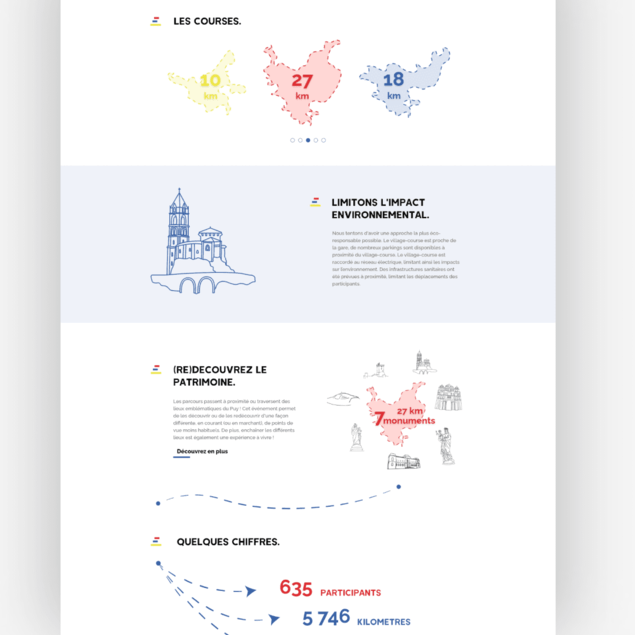 LES COURSES.
10
km
27
km
18
km
LIMITONS L'IMPACT
ENVIRONNEMENTAL.
Nous tentons d'avoir une approche la plus éco-
responsable possible. Le village-course est proche de
la gare, de nombreux parkings sont disponibles à
proximité du village-course. Le village-course est
raccordé au réseau électrique, limitant ainsi les impacts
sur l'environnement. Des infrastructures sanitaires ont
été prévues à proximité, limitant les déplacements des
participants.
(RE)DECOUVREZ LE
PATRIMOINE.
Les parcours passent à proximité ou traversent des
lieux emblématiques du Puy ! Cet événement permet
de les découvrir ou de les redécouvrir d'une façon
différente, en courant (ou en marchant), de points de
vue moins habituels. De plus, enchaîner les différents
lieux est également une expérience à vivre !
Découvrez en plus
27 km
7monuments
QUELQUES CHIFFRES.
635 PARTICIPANTS
5 746 KILOMETRES